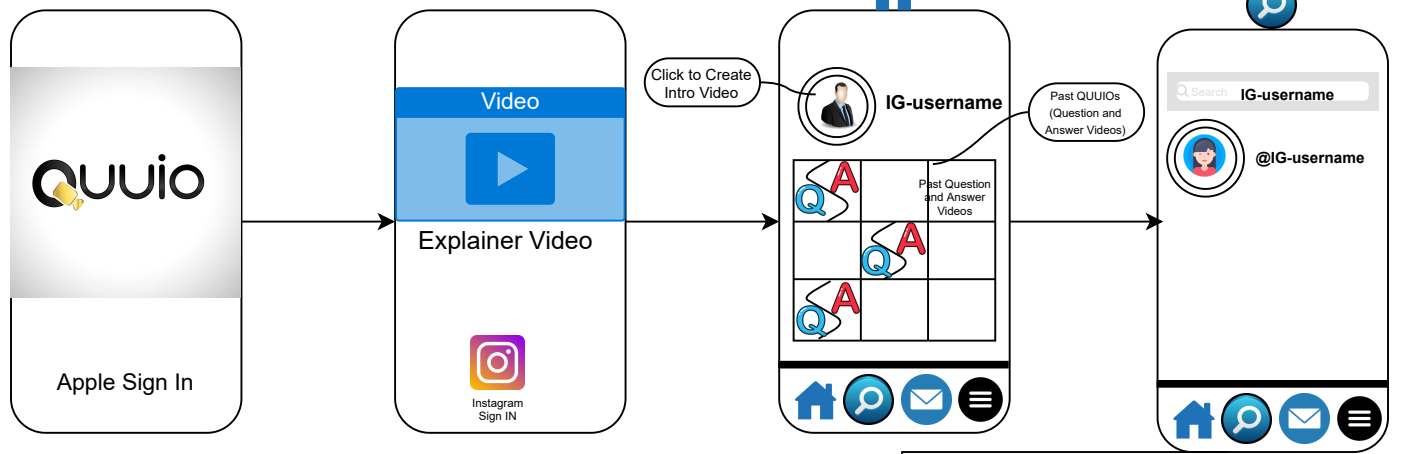 Quuio
Apple Sign In
Video
Explainer Video
Instagram
Sign IN
Click to Create
Intro Video
IG-username
Past QUUIOs
(Question and
Answer Videos)
Q A
Past Question
and Answer
Videos
Q A
Q A
Search IG-username
@IG-username